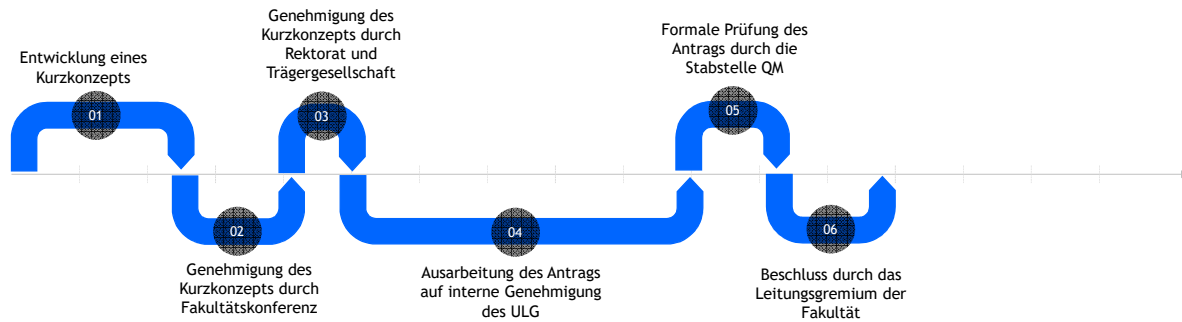 Entwicklung eines
Kurzkonzepts
01
Genehmigung des
Kurzkonzepts durch
Fakultätskonferenz
02
Genehmigung des
Kurzkonzepts durch
Rektorat und
Trägergesellschaft
03
Ausarbeitung des Antrags
auf interne Genehmigung
des ULG
04
Formale Prüfung des
Antrags durch die
Stabstelle QM
05
Beschluss durch das
Leitungsgremium der
Fakultät
06